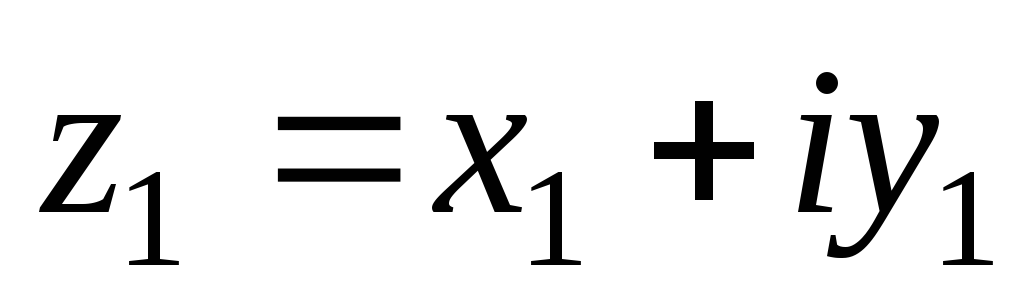 z₁ = x₁ + iy₁